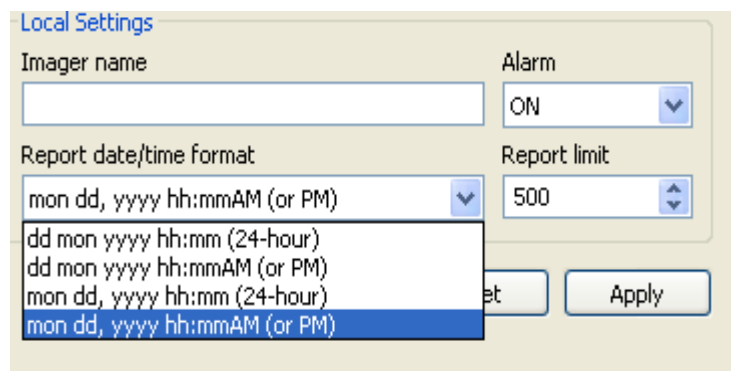 Local Settings
Imager name
Alarm
ON
Report date/time format
Report limit
mon dd, yyyy hh:mmAM (or PM)
500
dd mon yyyy hh:mm (24-hour)
dd mon yyyy hh:mmAM (or PM)
mon dd, yyyy hh:mm (24-hour)
mon dd, yyyy hh:mmAM (or PM)
Apply